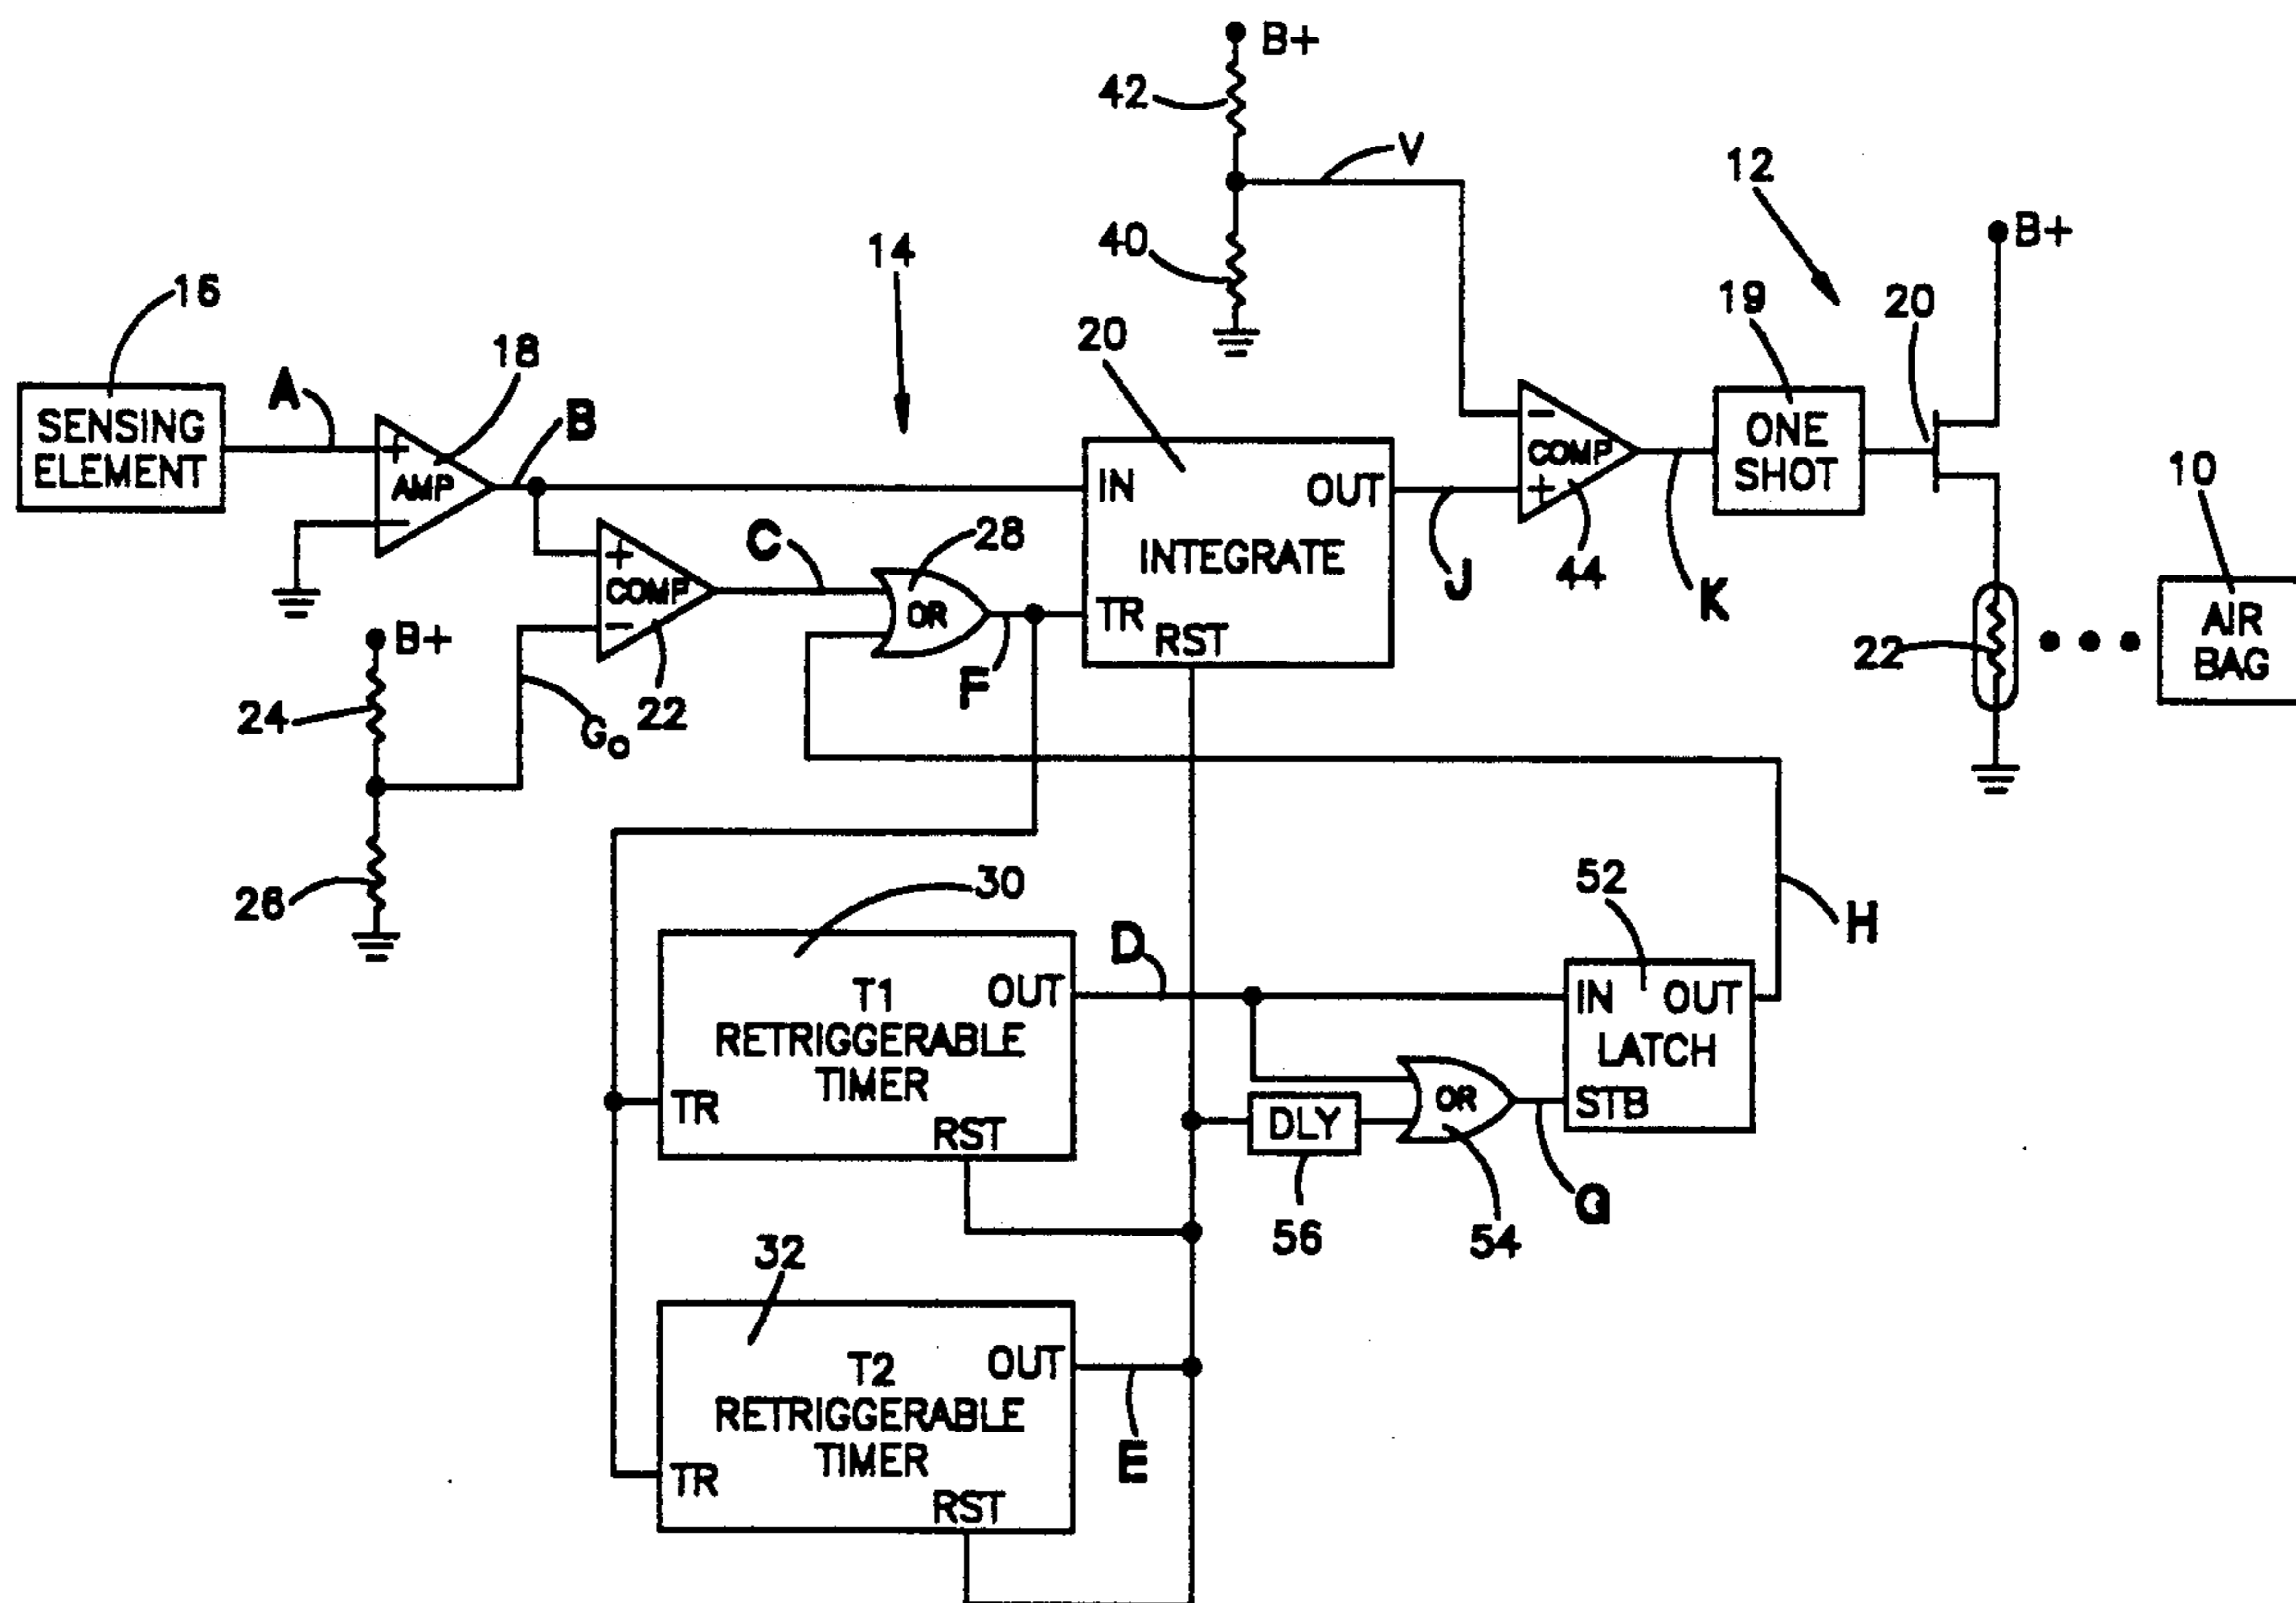 B+
42
V
12
40
B+
14
16
19
20
20
18
A
B
SENSING
ELEMENT
+
AMP
−
−
COMP
+
ONE
SHOT
10
IN
OUT
C
28
+
COMP
−
INTEGRATE
44
OR
J
K
AIR
BAG
TR
RST
B+
F
22
24
G₀
22
26
30
52
H
D
T1
RETRIGGERABLE
TIMER
OUT
IN
OUT
LATCH
TR
DLY
OR
STB
RST
G
56
54
32
T2
RETRIGGERABLE
TIMER
OUT
E
TR
RST